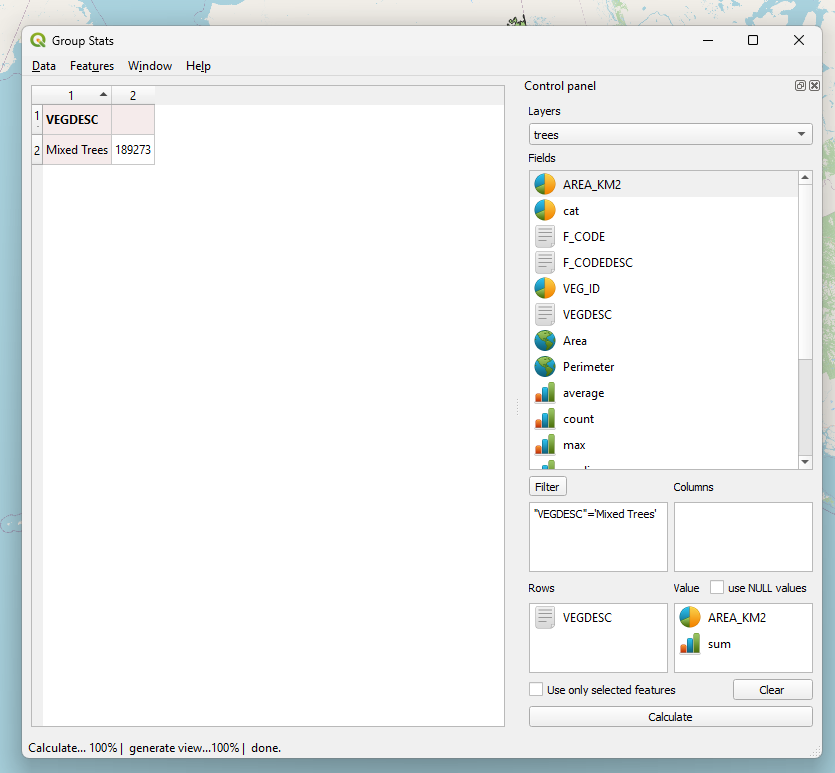 Group Stats
Data Features Window Help
1 2
1 VEGDESC
2 Mixed Trees 189273
Control panel
Layers
trees
Fields
AREA_KM2
cat
F_CODE
F_CODEDESC
VEG_ID
VEGDESC
Area
Perimeter
average
count
max
Filter Columns
"VEGDESC"='Mixed Trees'
Rows Value use NULL values
VEGDESC AREA_KM2
sum
Use only selected features Clear
Calculate
Calculate... 100% | generate view...100% | done.